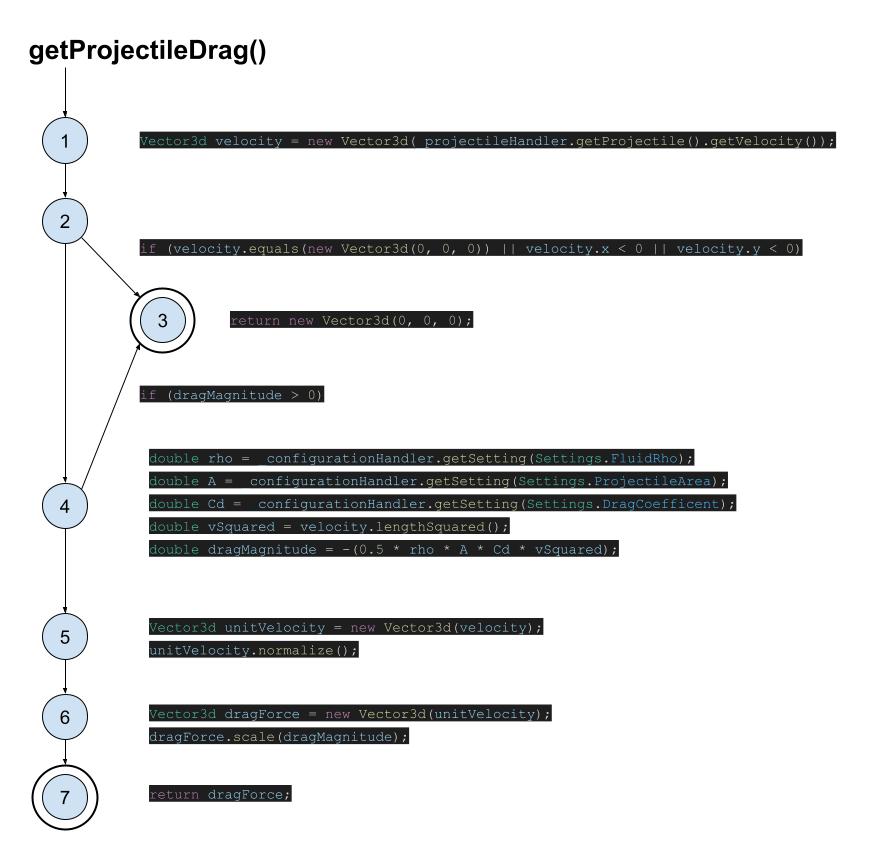 getProjectileDrag()
1
Vector3d velocity = new Vector3d( projectileHandler.getProjectile().getVelocity());
2
if (velocity.equals(new Vector3d(0, 0, 0)) || velocity.x < 0 || velocity.y < 0)
3
return new Vector3d(0, 0, 0);
if (dragMagnitude > 0)
4
double rho = configurationHandler.getSetting(Settings.FluidRho);
double A = configurationHandler.getSetting(Settings.ProjectileArea);
double Cd = configurationHandler.getSetting(Settings.DragCoefficent);
double vSquared = velocity.lengthSquared();
double dragMagnitude = -(0.5 * rho * A * Cd * vSquared);
5
Vector3d unitVelocity = new Vector3d(velocity);
unitVelocity.normalize();
6
Vector3d dragForce = new Vector3d(unitVelocity);
dragForce.scale(dragMagnitude);
7
return dragForce;